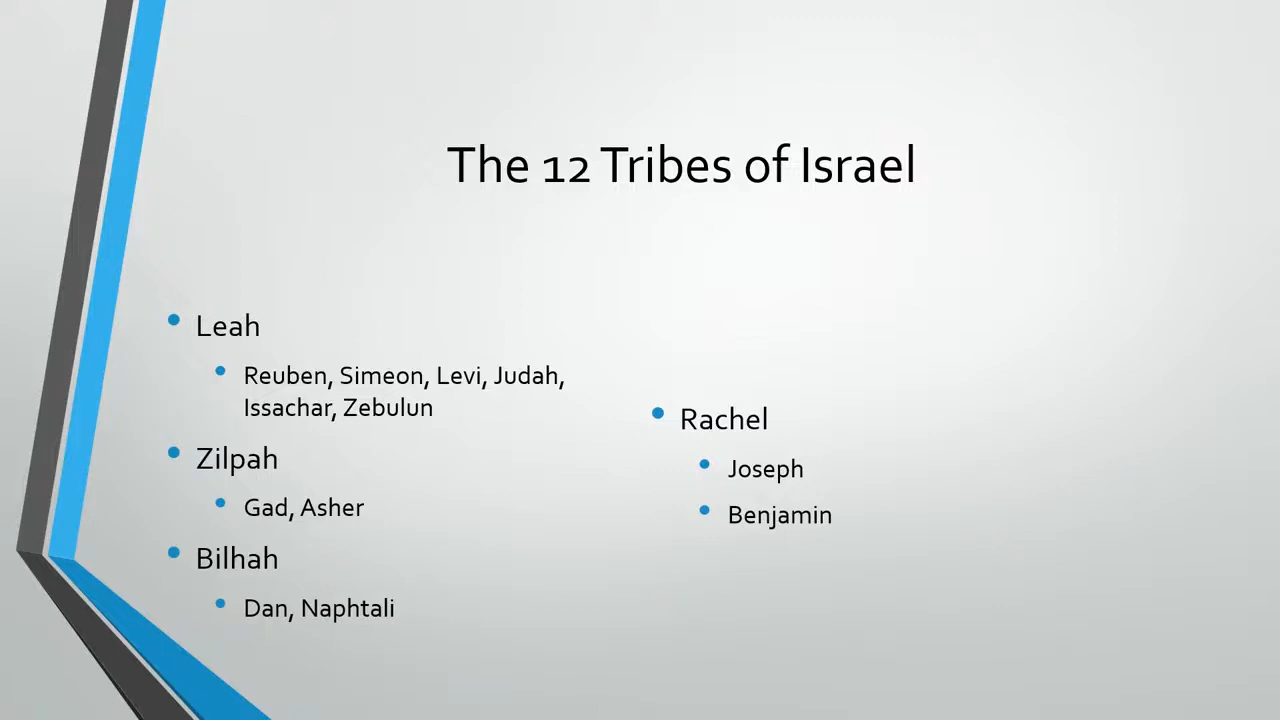 The 12 Tribes of Israel
• Leah
• Reuben, Simeon, Levi, Judah,
Issachar, Zebulun
• Zilpah
• Gad, Asher
• Bilhah
• Dan, Naphtali
• Rachel
• Joseph
• Benjamin